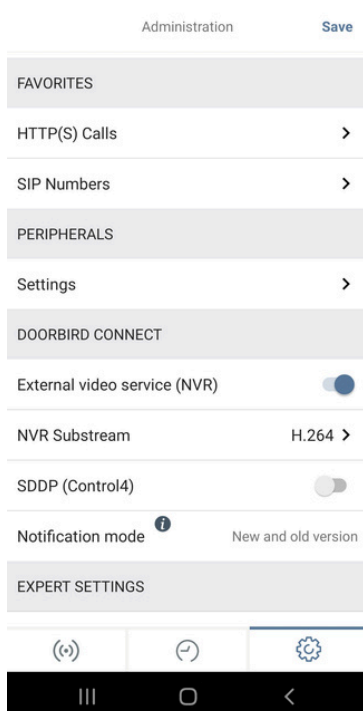 Administration Save
FAVORITES
HTTP(S) Calls
SIP Numbers
PERIPHERALS
Settings
DOORBIRD CONNECT
External video service (NVR)
NVR Substream H.264
SDDP (Control4)
Notification mode i New and old version
EXPERT SETTINGS